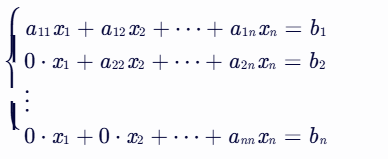 a₁₁x₁ + a₁₂x₂ + ⋯ + a₁ₙxₙ = b₁
0 · x₁ + a₂₂x₂ + ⋯ + a₂ₙxₙ = b₂
⋮
0 · x₁ + 0 · x₂ + ⋯ + aₙₙxₙ = bₙ